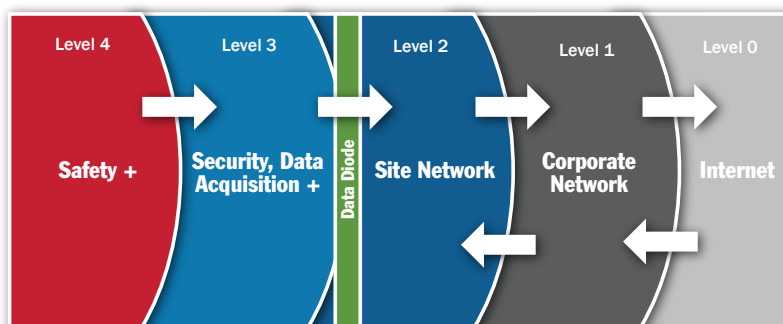 Level 4
Level 3
Level 2
Level 1
Level 0
Safety +
Security, Data
Acquisition +
Data Diode
Site Network
Corporate
Network
Internet